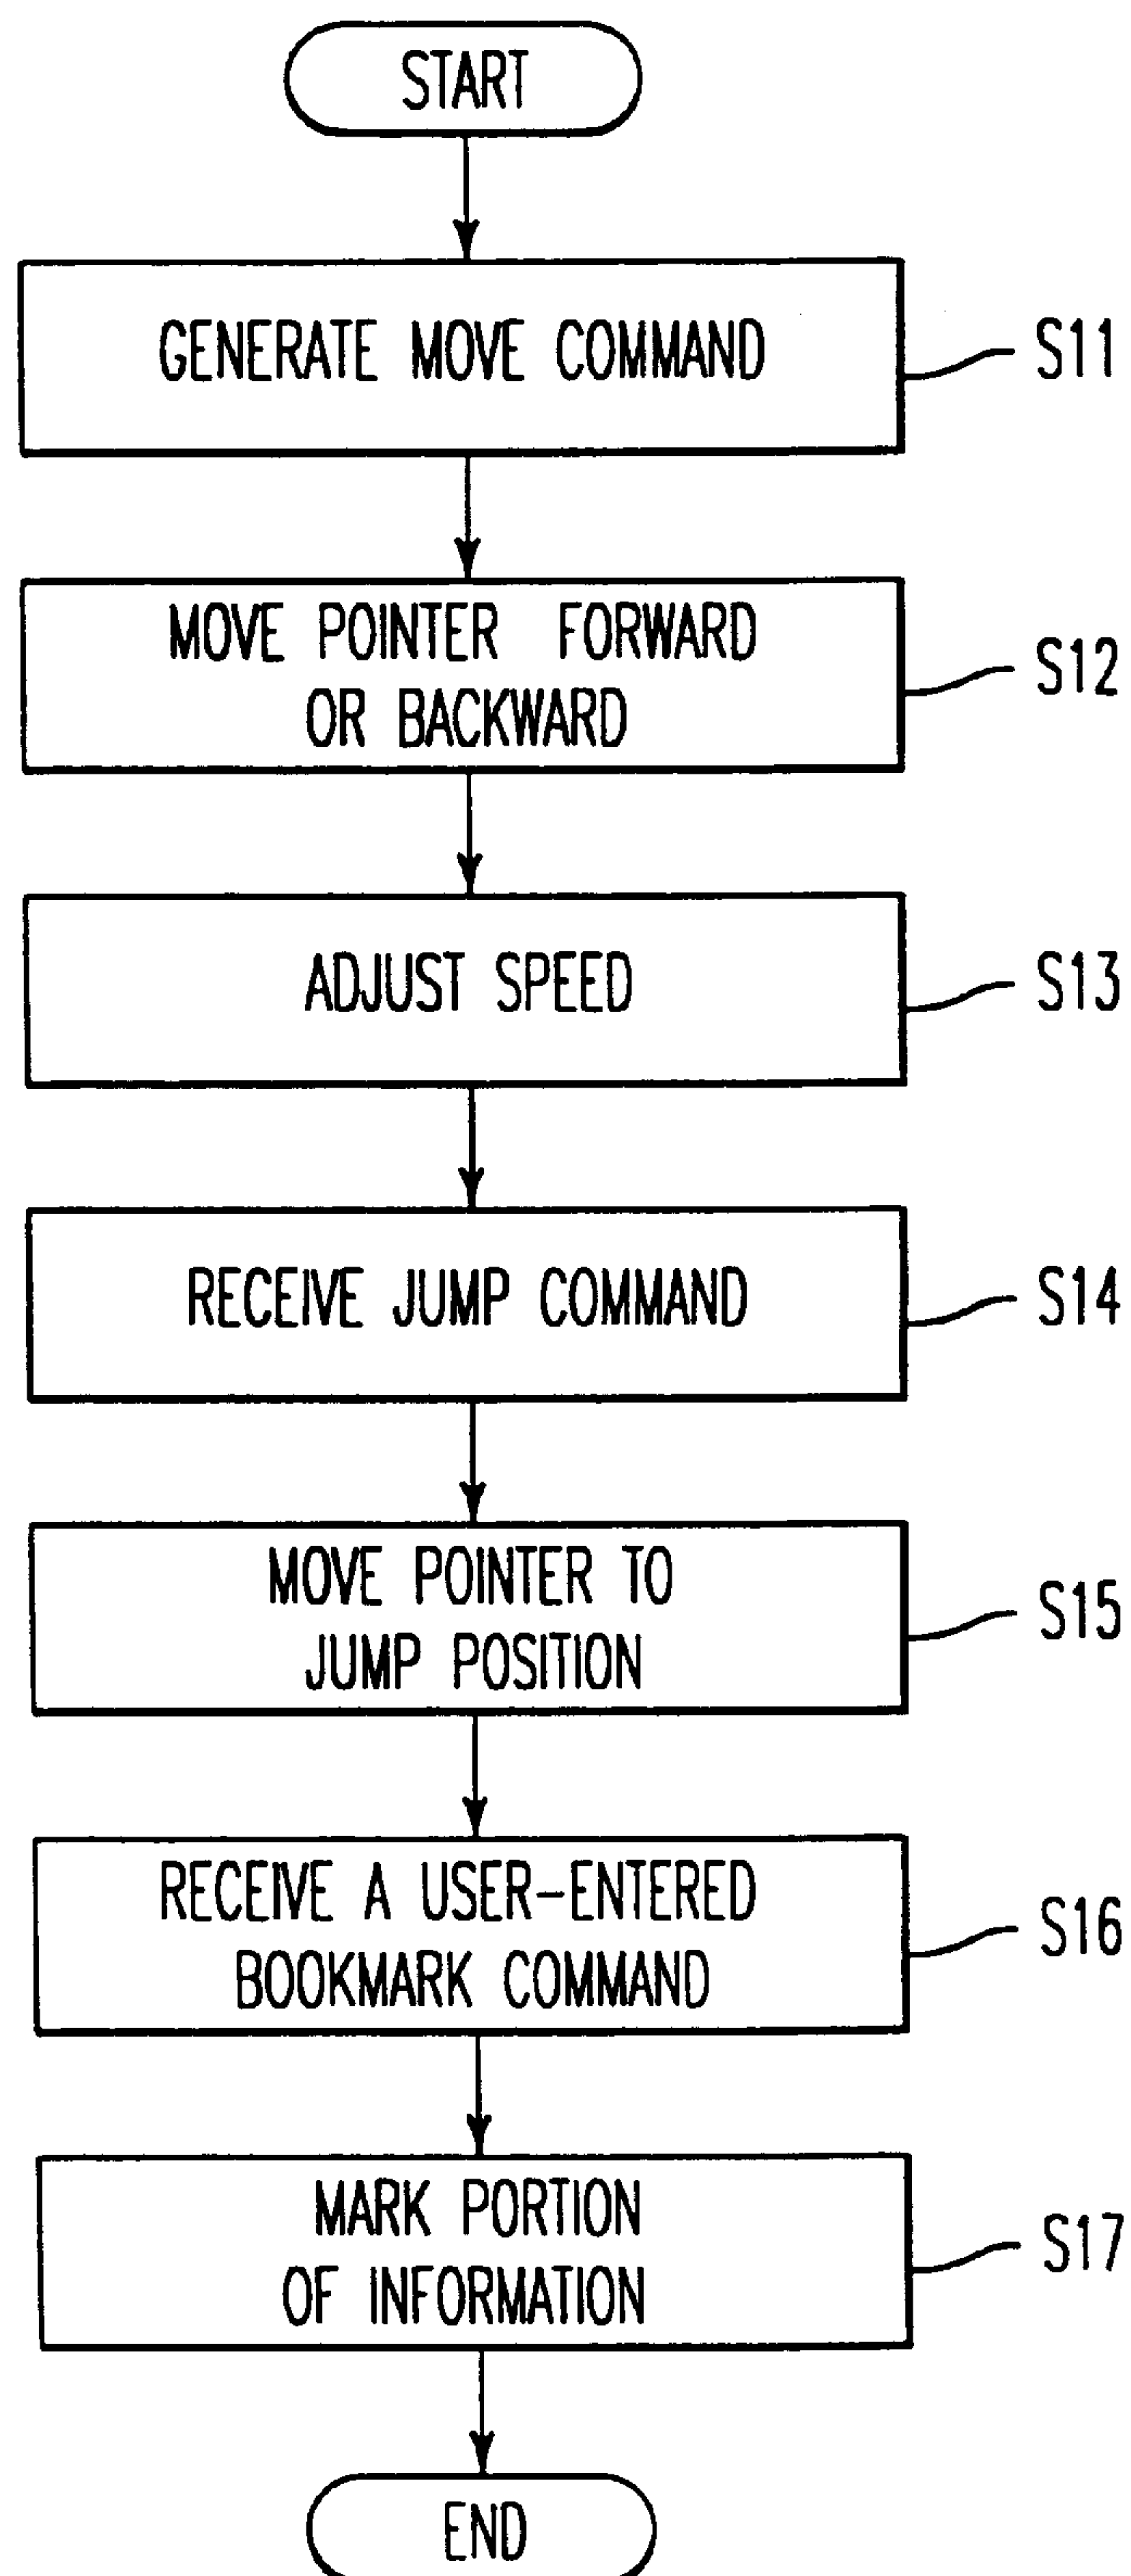 START
GENERATE MOVE COMMAND
S11
MOVE POINTER FORWARD
OR BACKWARD
S12
ADJUST SPEED
S13
RECEIVE JUMP COMMAND
S14
MOVE POINTER TO
JUMP POSITION
S15
RECEIVE A USER-ENTERED
BOOKMARK COMMAND
S16
MARK PORTION
OF INFORMATION
S17
END